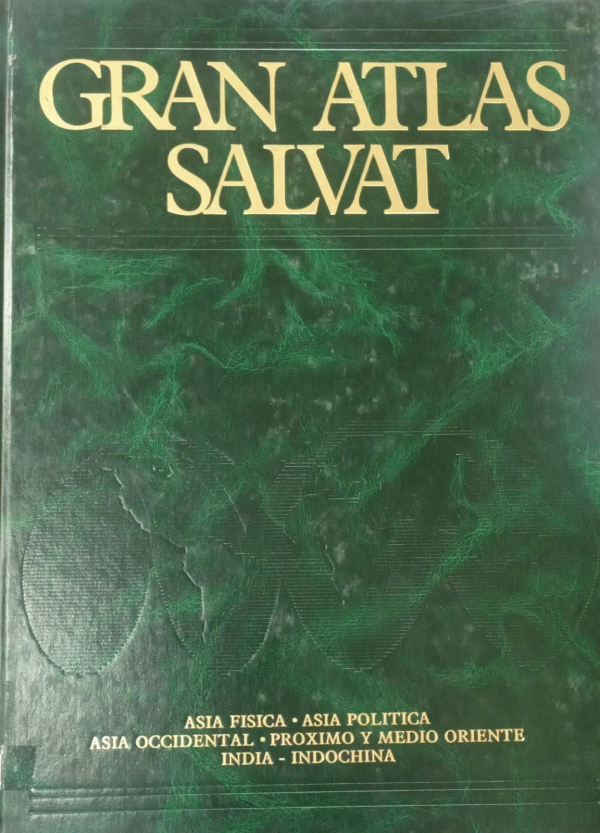 GRAN ATLAS
SALVAT
ASIA FISICA • ASIA POLITICA
ASIA OCCIDENTAL • PROXIMO Y MEDIO ORIENTE
INDIA - INDOCHINA